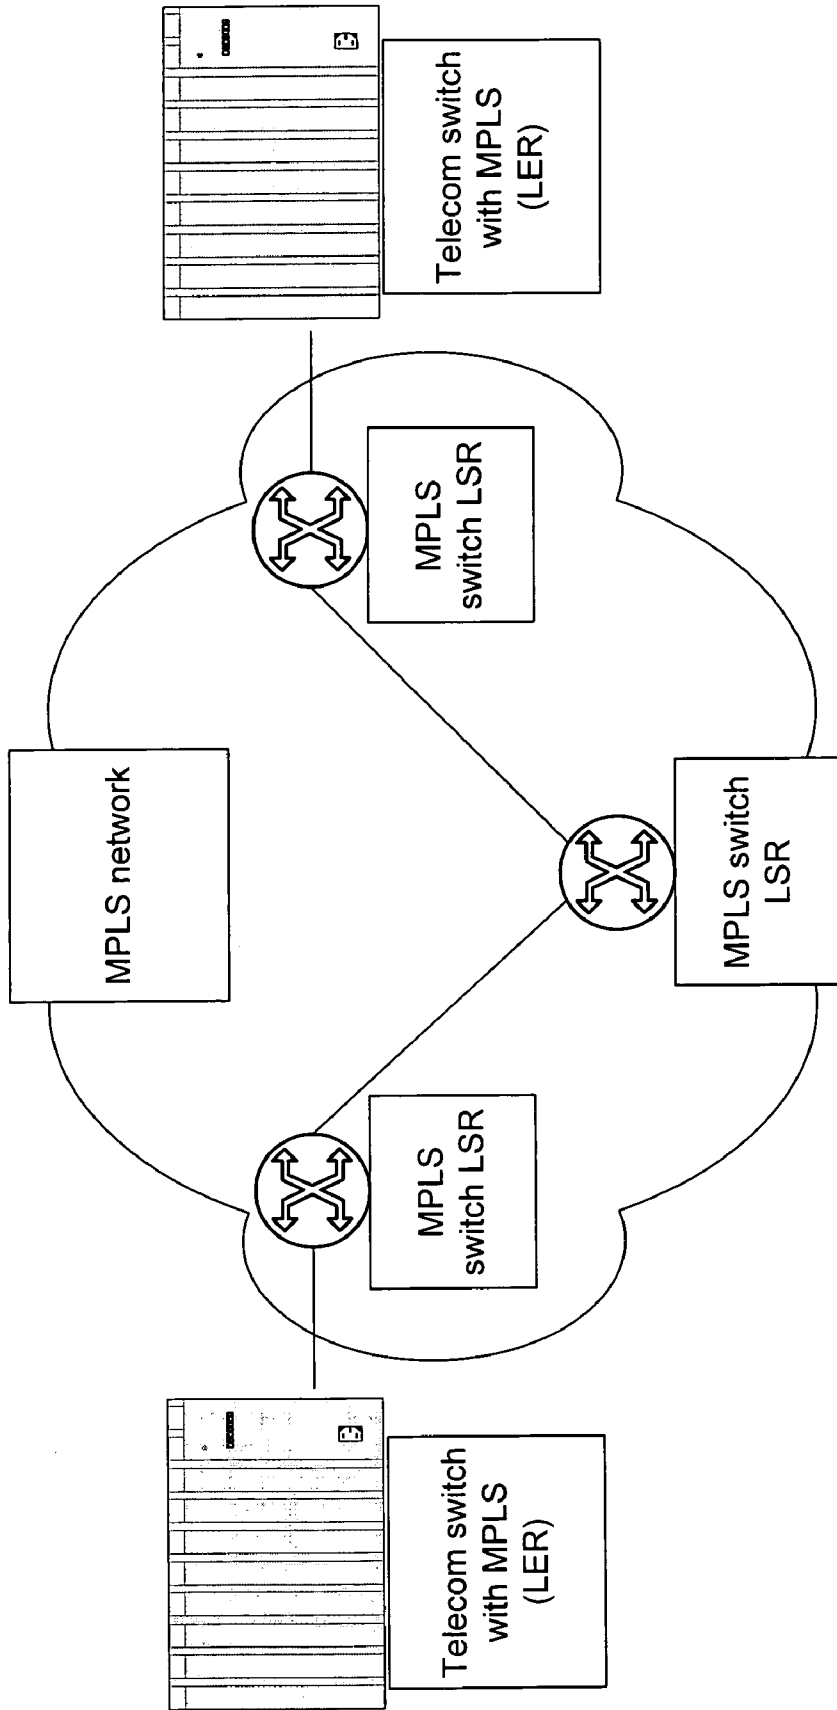 MPLS network
Telecom switch
with MPLS
(LER)
MPLS
switch LSR
MPLS
switch LSR
Telecom switch
with MPLS
(LER)
MPLS switch
LSR